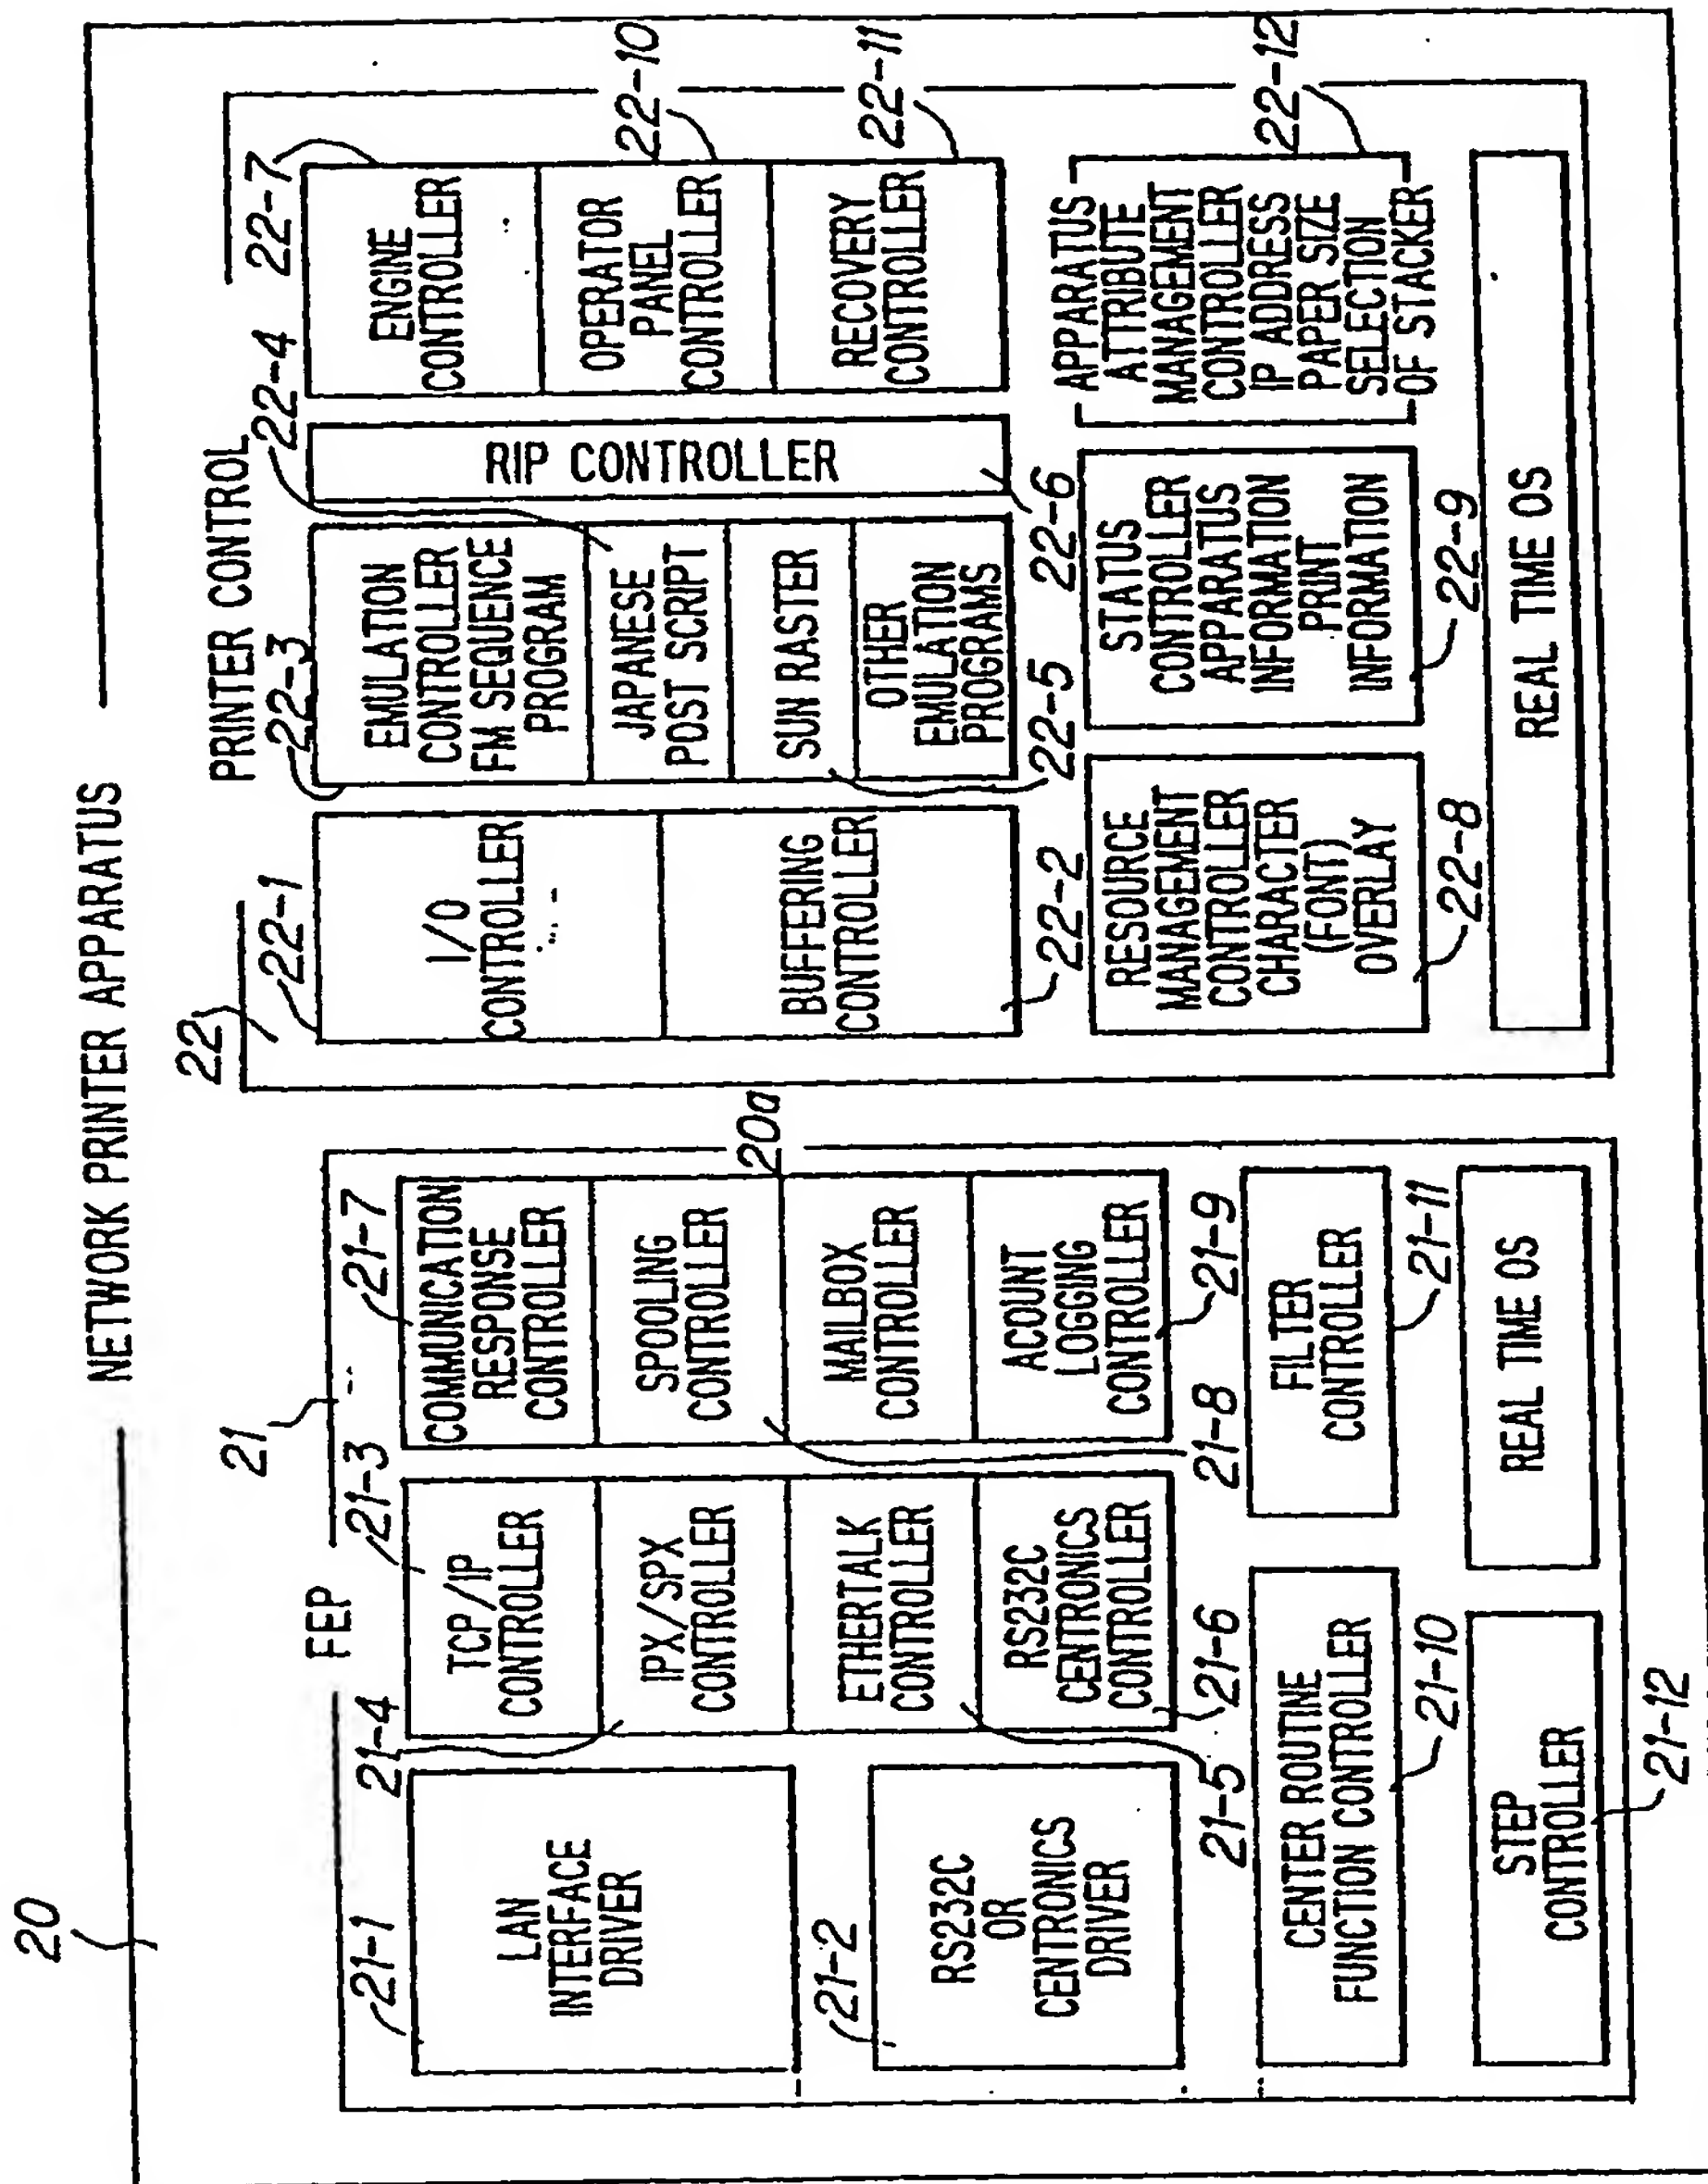 20
NETWORK PRINTER APPARATUS
FEP
21
21-1
LAN
INTERFACE
DRIVER
21-2
RS232C
OR
CENTRONICS
DRIVER
21-3
TCP/IP
CONTROLLER
21-4
IPX/SPX
CONTROLLER
ETHERTALK
CONTROLLER
RS232C
CENTRONICS
CONTROLLER
21-5
21-6
21-7
COMMUNICATION
RESPONSE
CONTROLLER
SPOOLING
CONTROLLER
20a
MAILBOX
CONTROLLER
ACOUNT
LOGGING
CONTROLLER
21-8
21-9
CENTER ROUTINE
FUNCTION CONTROLLER
21-10
FILTER
CONTROLLER
21-11
STEP
CONTROLLER
21-12
REAL TIME OS
PRINTER CONTROL
22
22-1
I/O
CONTROLLER
BUFFERING
CONTROLLER
22-2
22-3
EMULATION
CONTROLLER
FM SEQUENCE
PROGRAM
22-4
JAPANESE
POST SCRIPT
SUN RASTER
OTHER
EMULATION
PROGRAMS
22-5
RIP CONTROLLER
22-6
22-7
ENGINE
CONTROLLER
OPERATOR
PANEL
CONTROLLER
22-10
RECOVERY
CONTROLLER
22-11
RESOURCE
MANAGEMENT
CONTROLLER
CHARACTER
(FONT)
OVERLAY
22-8
STATUS
CONTROLLER
APPARATUS
INFORMATION
PRINT
INFORMATION
22-9
APPARATUS
ATTRIBUTE
MANAGEMENT
CONTROLLER
IP ADDRESS
PAPER SIZE
SELECTION
OF STACKER
22-12
REAL TIME OS